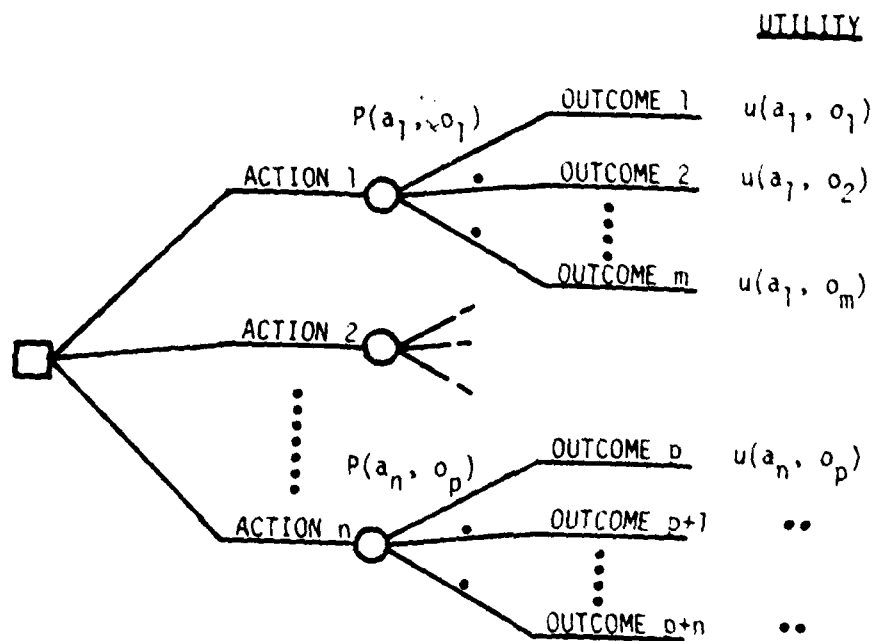 UTILITY
OUTCOME 1 u(a1, o1)
P(a1, o1)
ACTION 1
OUTCOME 2 u(a1, o2)
OUTCOME m u(a1, om)
ACTION 2
OUTCOME p u(an, op)
P(an, op)
ACTION n
OUTCOME p+1
OUTCOME p+n